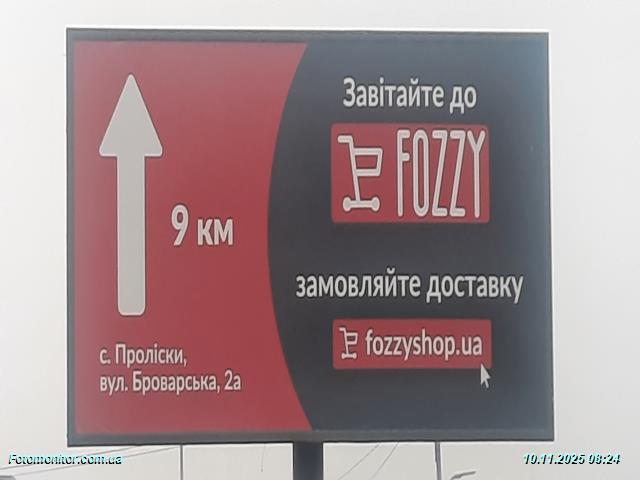 9 км
с. Проліски,
вул. Броварська, 2а
Завітайте до
FOZZY
замовляйте доставку
fozzyshop.ua
Fotomonitor.com.ua
10.11.2025 08:24